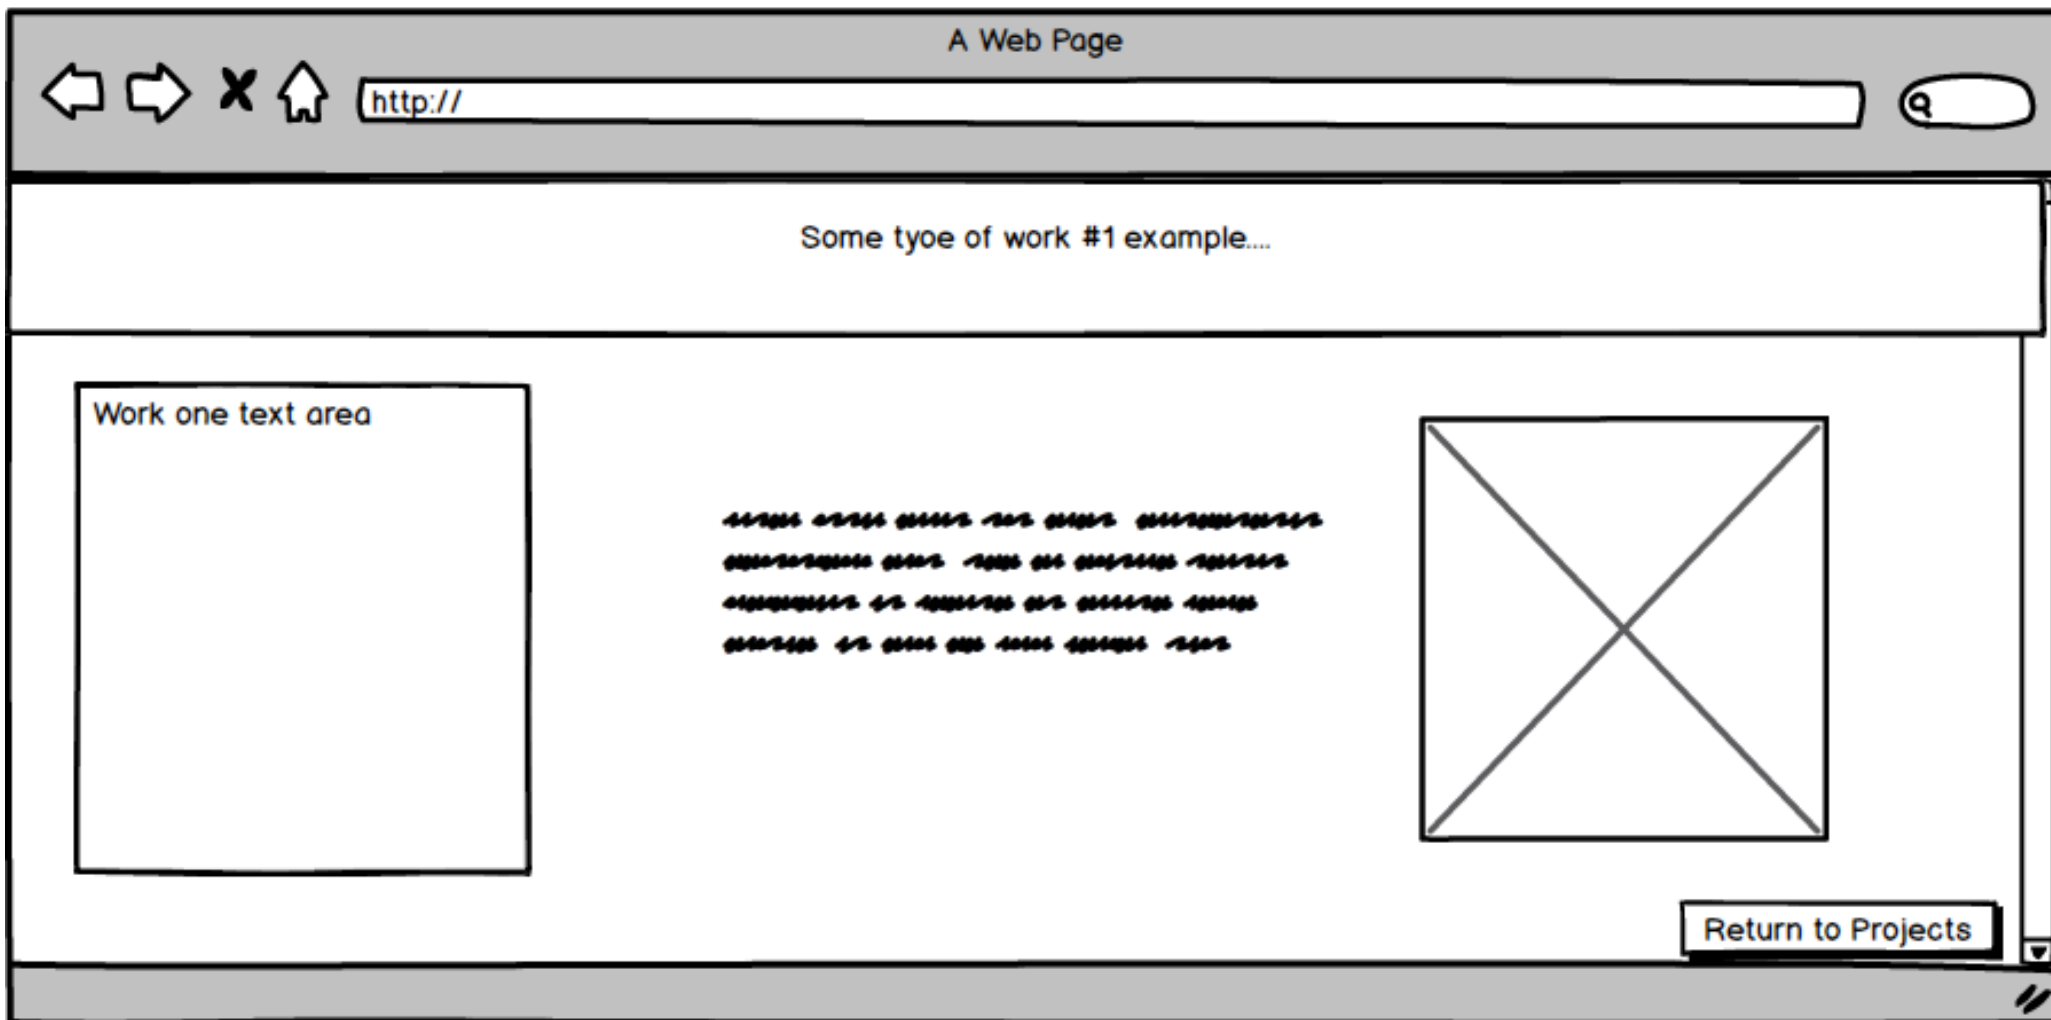 A Web Page
http://
Some tyoe of work #1 example....
Work one text area
Return to Projects